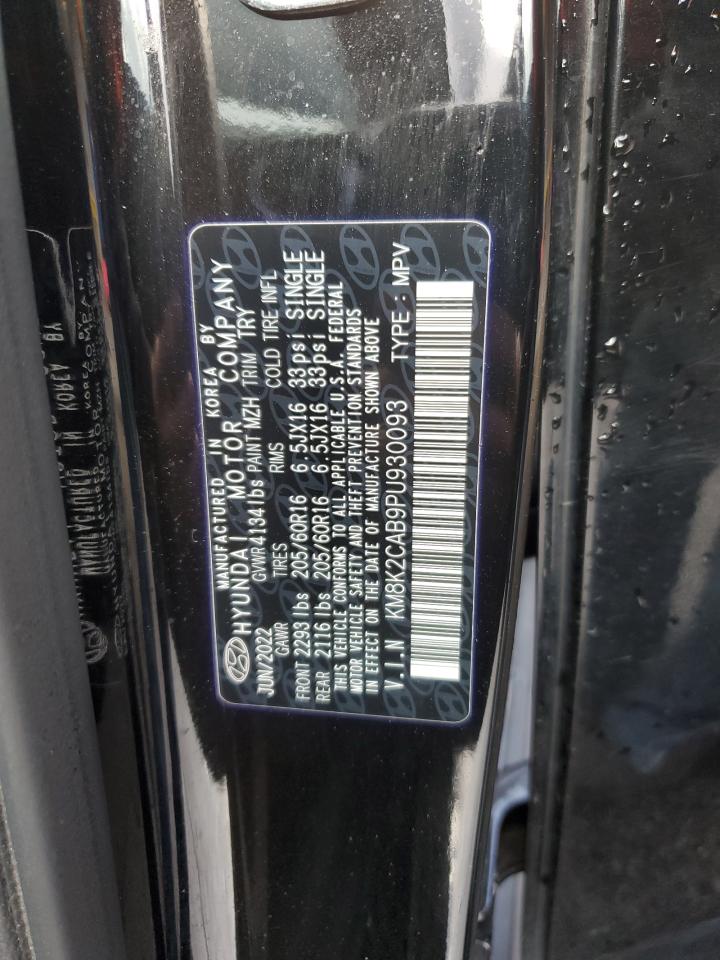 MANUFACTURED IN KOREA BY
HYUNDAI MOTOR COMPANY
JUN/2022 GVWR 4134 lbs PAINT MZH TRIM TRY
GAWR TIRES RIMS COLD TIRE INFL
FRONT 2293 lbs 205/60R16 6.5JX16 33psi SINGLE
REAR 2116 lbs 205/60R16 6.5JX16 33psi SINGLE
THIS VEHICLE CONFORMS TO ALL APPLICABLE U.S.A. FEDERAL
MOTOR VEHICLE SAFETY AND THEFT PREVENTION STANDARDS
IN EFFECT ON THE DATE OF MANUFACTURE SHOWN ABOVE
V.I.N KM8K2CAB9PU930093 TYPE : MPV